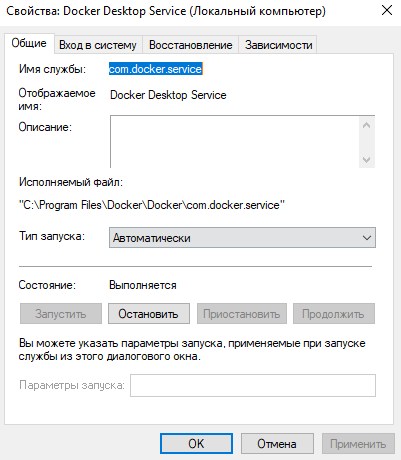 Свойства: Docker Desktop Service (Локальный компьютер)
Общие Вход в систему Восстановление Зависимости
Имя службы: com.docker.service
Отображаемое
имя: Docker Desktop Service
Описание:
Исполняемый файл:
"C:\Program Files\Docker\Docker\com.docker.service"
Тип запуска: Автоматически
Состояние: Выполняется
Запустить Остановить Приостановить Продолжить
Вы можете указать параметры запуска, применяемые при запуске
службы из этого диалогового окна.
Параметры запуска:
OK Отмена Применить